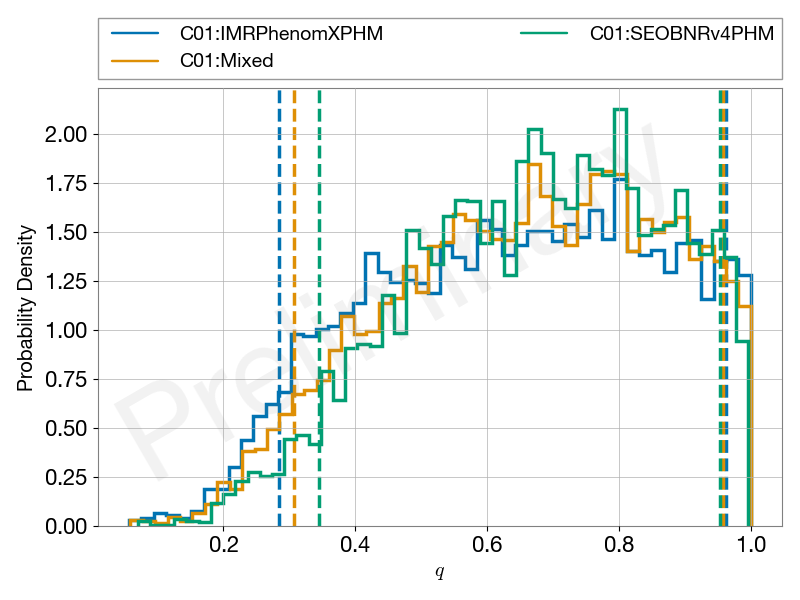 C01:IMRPhenomXPHM
C01:Mixed
C01:SEOBNRv4PHM
Probability Density
2.00
1.75
1.50
1.25
1.00
0.75
0.50
0.25
0.00
Preliminary
0.2 0.4 0.6 0.8 1.0
q